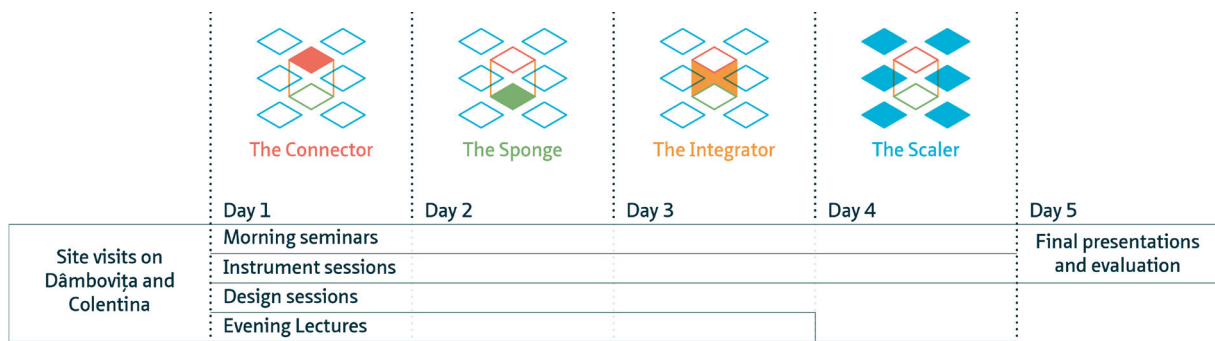 The Connector
The Sponge
The Integrator
The Scaler
Day 1
Day 2
Day 3
Day 4
Day 5
Site visits on
Dâmbovița and
Colentina
Morning seminars
Instrument sessions
Design sessions
Evening Lectures
Final presentations
and evaluation